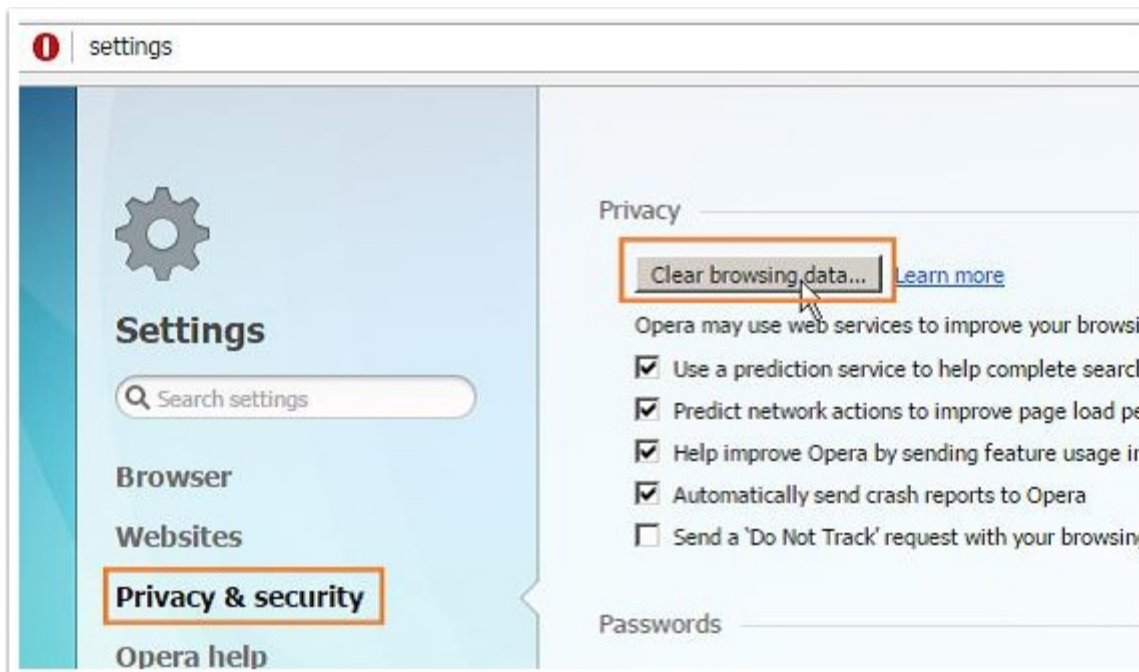 settings
Settings
Search settings
Browser
Websites
Privacy & security
Opera help
Privacy
Clear browsing data... Learn more
Opera may use web services to improve your browsi
Use a prediction service to help complete search
Predict network actions to improve page load pe
Help improve Opera by sending feature usage in
Automatically send crash reports to Opera
Send a 'Do Not Track' request with your browsing
Passwords